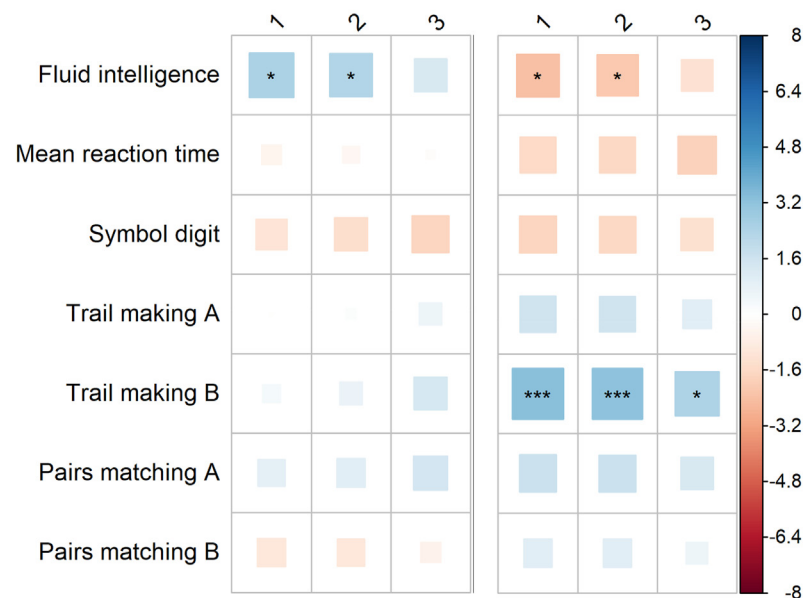 1 2 3 1 2 3
Fluid intelligence * * * *
Mean reaction time
Symbol digit
Trail making A
Trail making B *** *** *
Pairs matching A
Pairs matching B
8
6.4
4.8
3.2
1.6
0
-1.6
-3.2
-4.8
-6.4
-8